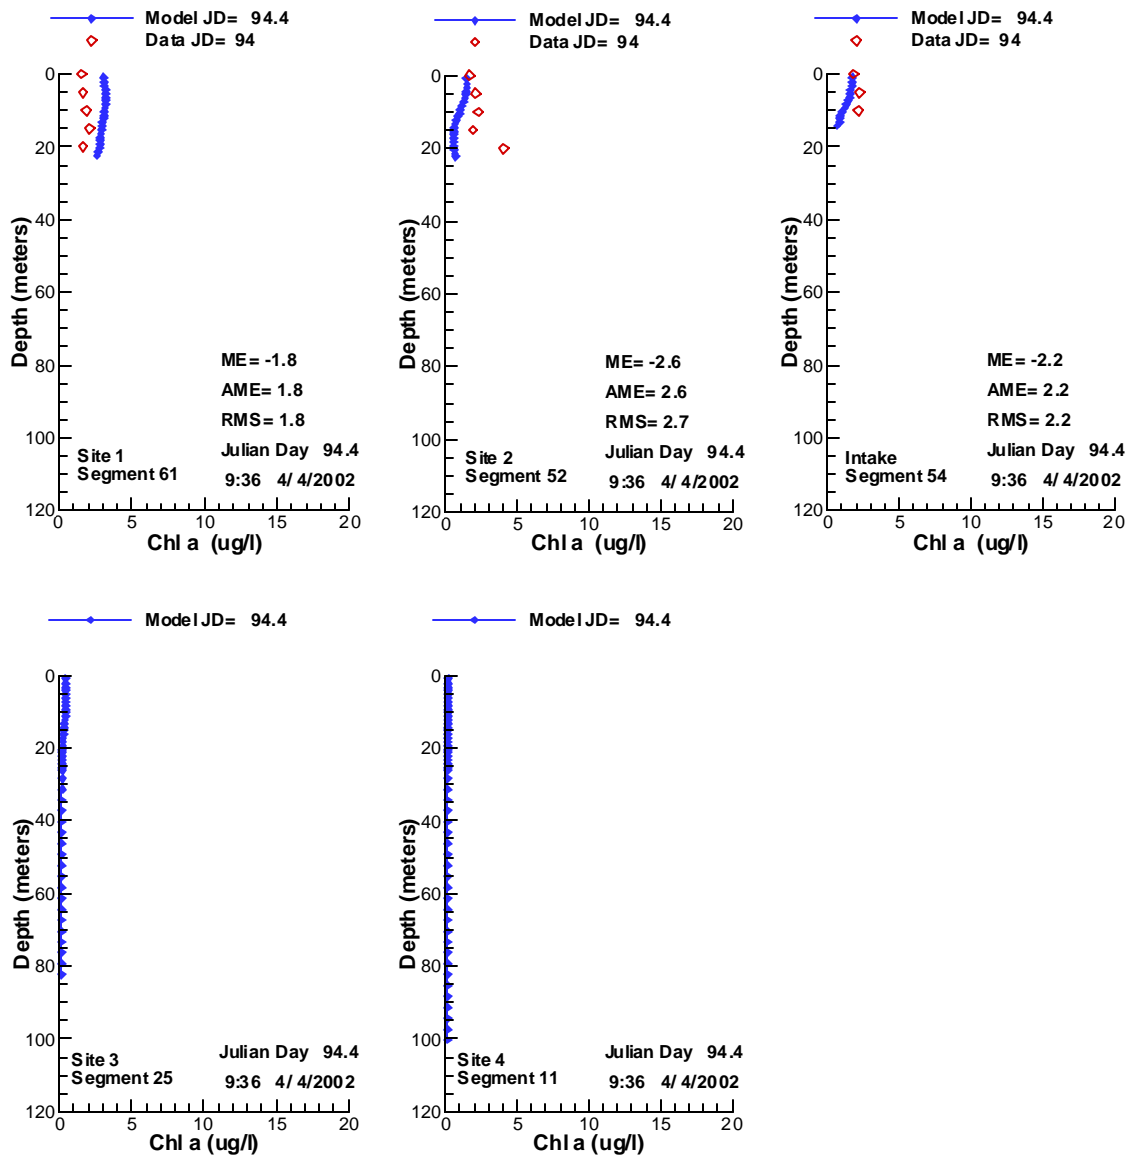 Model JD= 94.4
Data JD= 94
0
20
40
60
80
100
120
Depth (meters)
ME= -1.8
AME= 1.8
RMS= 1.8
Julian Day 94.4
9:36 4/4/2002
Site 1
Segment 61
0 5 10 15 20
Chl a (ug/l)
Model JD= 94.4
Data JD= 94
0
20
40
60
80
100
120
Depth (meters)
ME= -2.6
AME= 2.6
RMS= 2.7
Julian Day 94.4
9:36 4/4/2002
Site 2
Segment 52
0 5 10 15 20
Chl a (ug/l)
Model JD= 94.4
Data JD= 94
0
20
40
60
80
100
120
Depth (meters)
ME= -2.2
AME= 2.2
RMS= 2.2
Julian Day 94.4
9:36 4/4/2002
Intake
Segment 54
0 5 10 15 20
Chl a (ug/l)
Model JD= 94.4
0
20
40
60
80
100
120
Depth (meters)
Site 3
Segment 25
Julian Day 94.4
9:36 4/4/2002
0 5 10 15 20
Chl a (ug/l)
Model JD= 94.4
0
20
40
60
80
100
120
Depth (meters)
Site 4
Segment 11
Julian Day 94.4
9:36 4/4/2002
0 5 10 15 20
Chl a (ug/l)